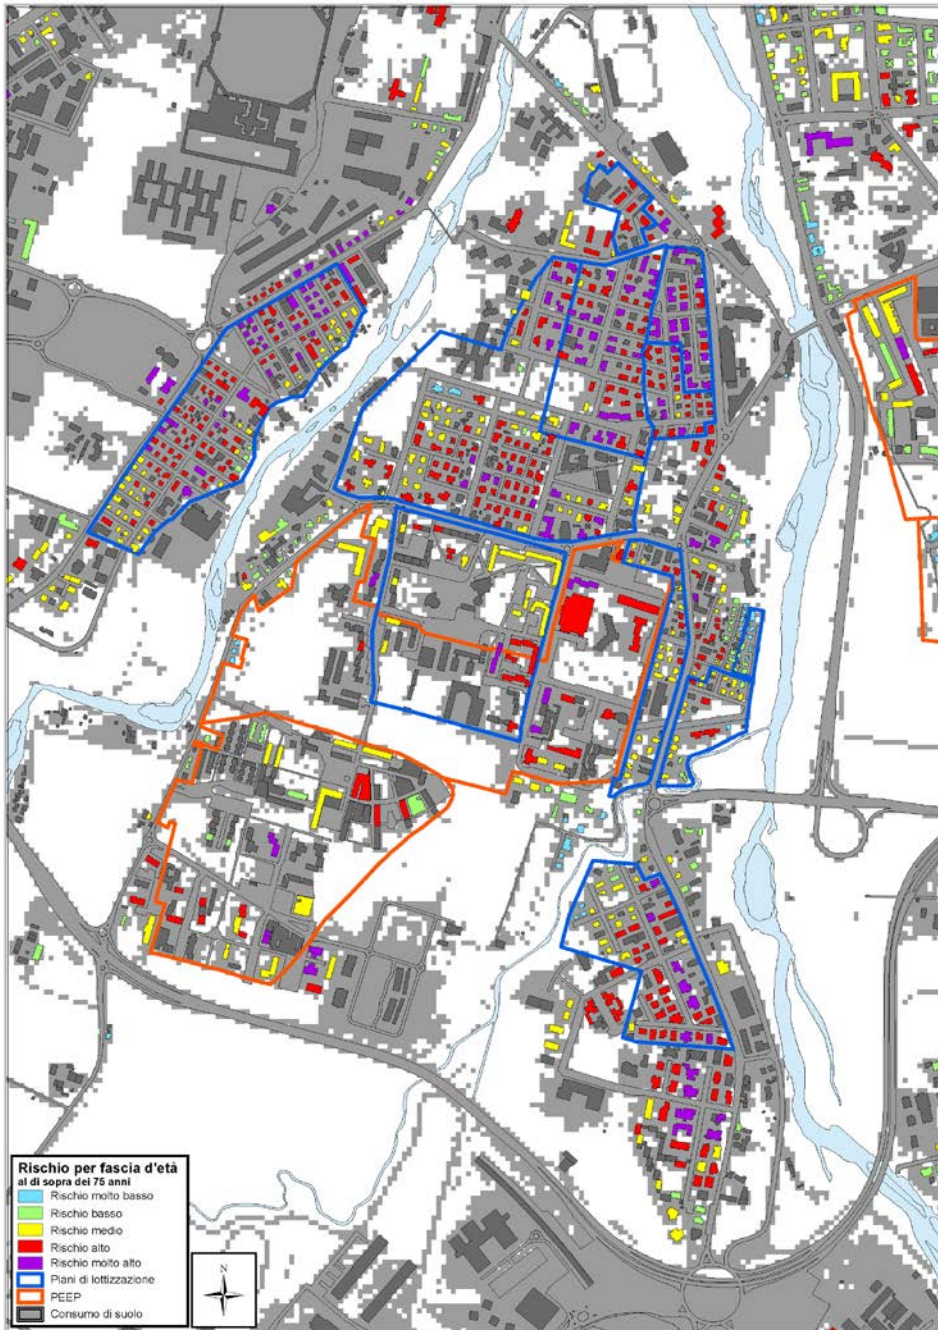 Rischio per fascia d'età
al di sopra dei 75 anni
Rischio molto basso
Rischio basso
Rischio medio
Rischio alto
Rischio molto alto
Piani di lottizzazione
PEEP
Consumo di suolo
N